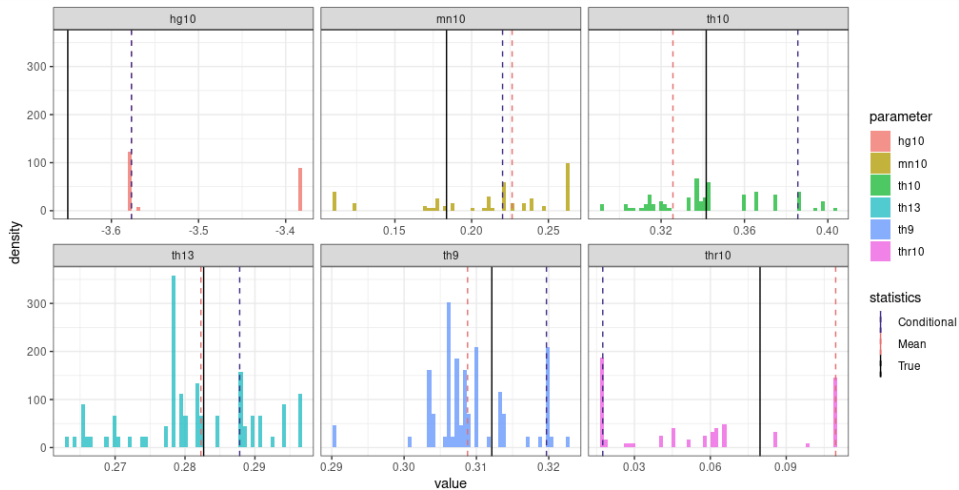 hg10
mn10
th10
300
200
100
0
-3.6
-3.5
-3.4
0.15
0.20
0.25
0.32
0.36
0.40
density
th13
th9
thr10
300
200
100
0
0.27
0.28
0.29
0.29
0.30
0.31
0.32
0.03
0.06
0.09
value
parameter
hg10
mn10
th10
th13
th9
thr10
statistics
Conditional
Mean
True